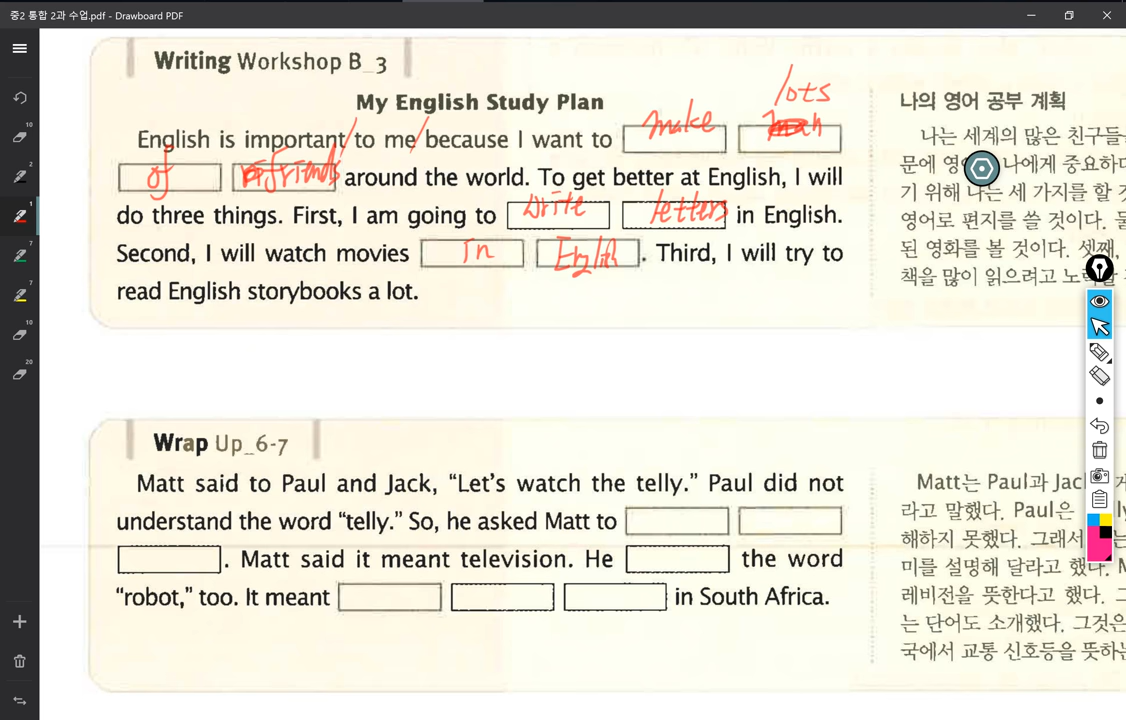 중2 통합 2과 수업.pdf - Drawboard PDF
Writing Workshop B_3
My English Study Plan
lots
English is important / to me / because I want to make
of friends around the world. To get better at English, I will
do three things. First, I am going to write letters in English.
Second, I will watch movies in English. Third, I will try to
read English storybooks a lot.
나의 영어 공부 계획
나는 세계의 많은 친구들
문에 나에게 중요하다
기 위해 나는 세 가지를 할
영어로 편지를 쓸 것이다.
된 영화를 볼 것이다. 셋째,
책을 많이 읽으려고
Wrap Up_6-7
Matt said to Paul and Jack, “Let’s watch the telly.” Paul did not
understand the word “telly.” So, he asked Matt to
. Matt said it meant television. He the word
“robot,” too. It meant in South Africa.
Matt는 Paul과
라고 말했다. Paul은
해하지 못했다. 그래서
미를 설명해 달라고 했다.
레비전을 뜻한다고 했다.
는 단어도 소개했다. 그것은
국에서 교통 신호등을 뜻하는
10
2
1
7
7
10
20